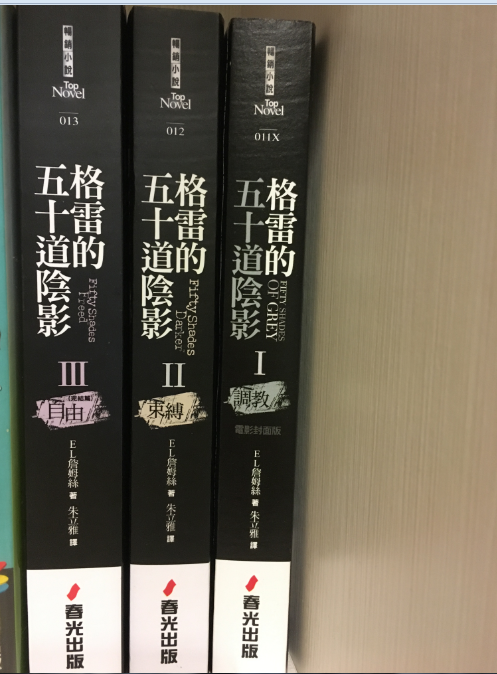 暢銷小說
Top
Novel
013
格雷的
五十道陰影
Fifty Shades
Freed
III
〔完結篇〕
自由
EL詹姆絲 著 朱立雅 譯
春光出版
暢銷小說
Top
Novel
012
格雷的
五十道陰影
Fifty Shades
Darker
II
束縛
EL詹姆絲 著 朱立雅 譯
春光出版
暢銷小說
Top
Novel
011X
格雷的
五十道陰影
FIFTY SHADES
OF GREY
I
調教
電影封面版
EL詹姆絲 著 朱立雅 譯
春光出版